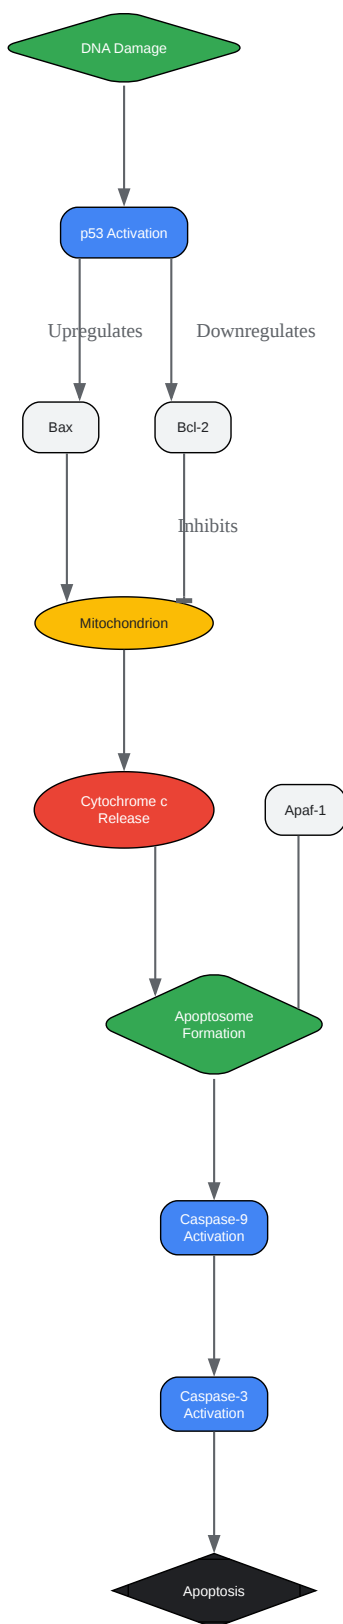 DNA Damage
p53 Activation
Upregulates
Downregulates
Bax
Bcl-2
Inhibits
Mitochondrion
Cytochrome c
Release
Apaf-1
Apoptosome
Formation
Caspase-9
Activation
Caspase-3
Activation
Apoptosis